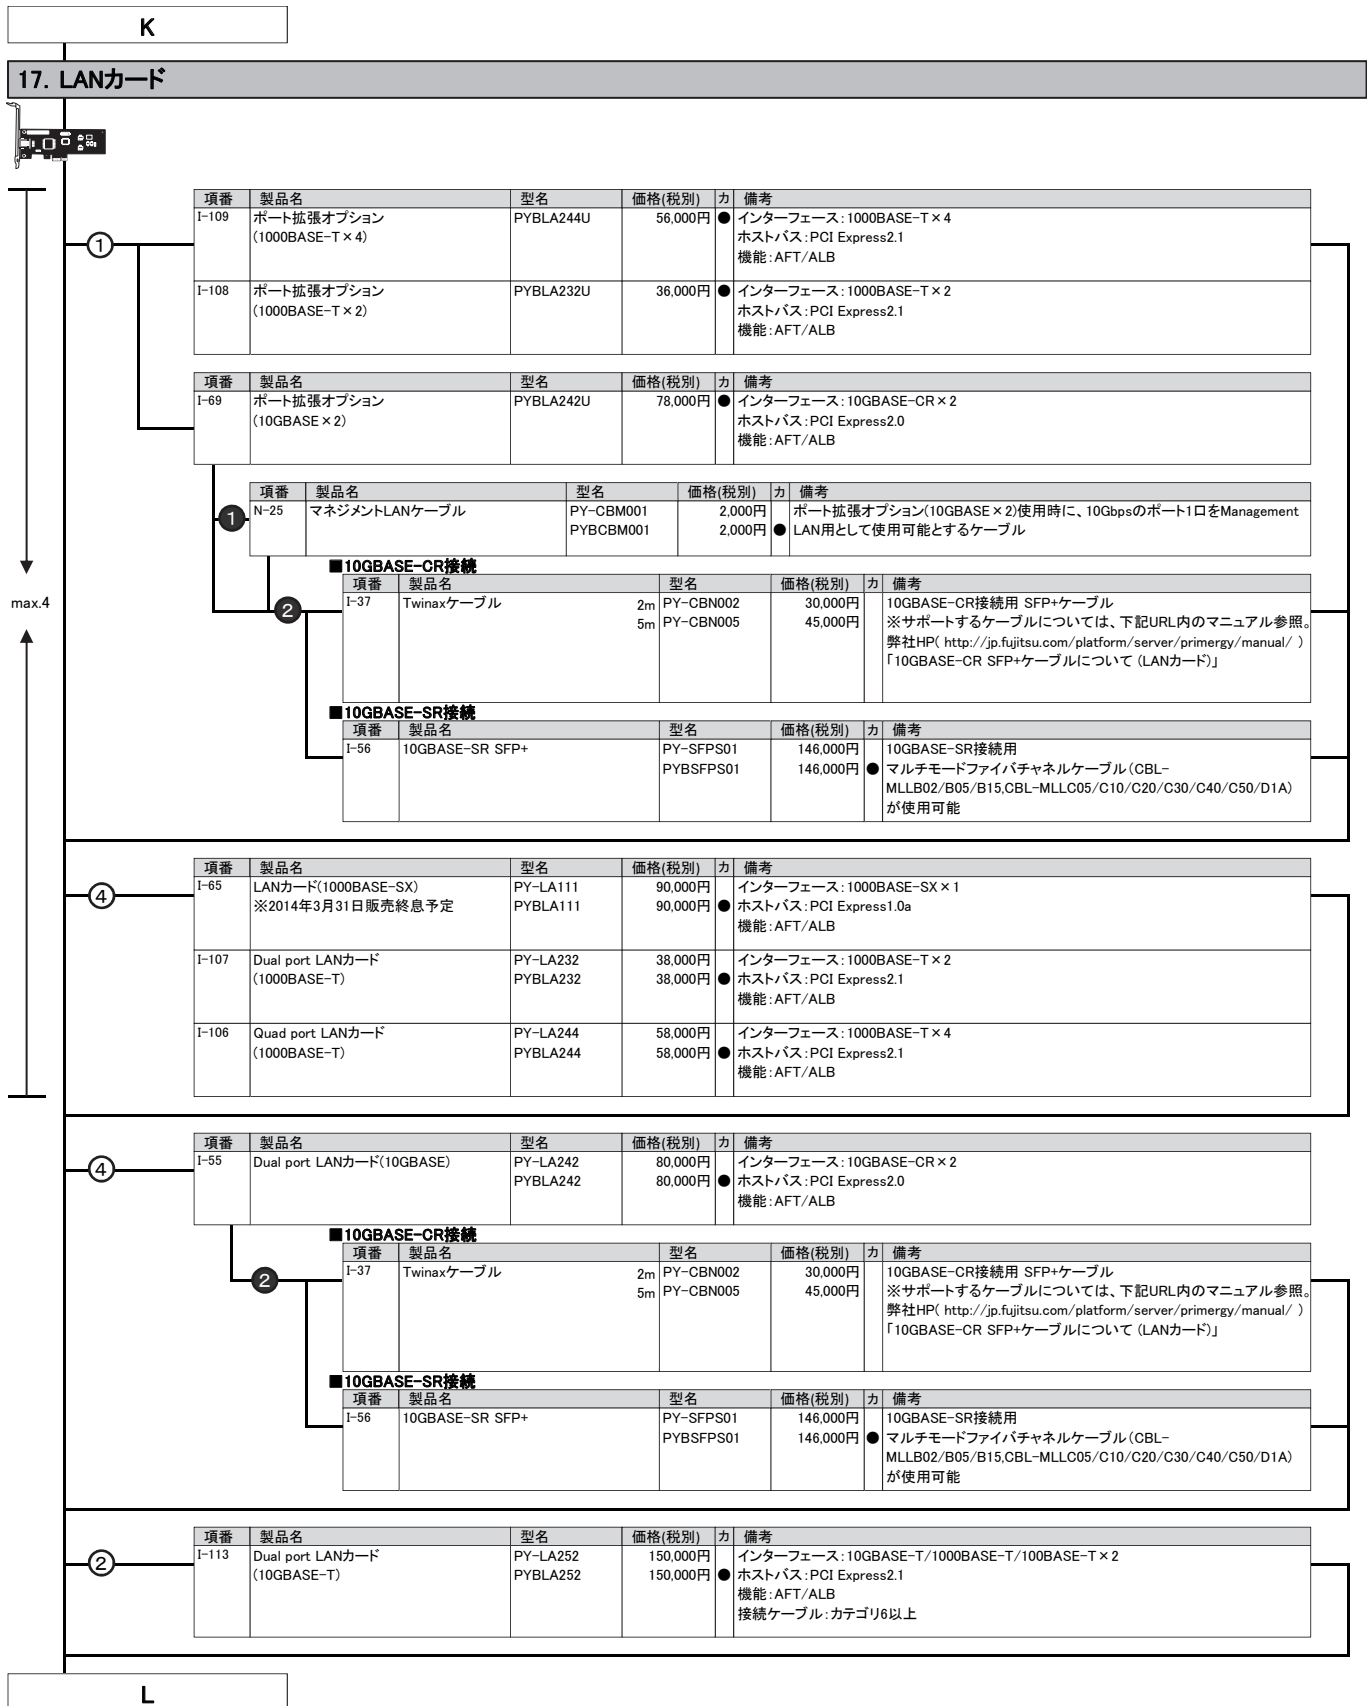 K
17. LANカード
max.4
①
項番 製品名 型名 価格(税別) カ 備考
I-109 ポート拡張オプション PYBLA244U 56,000円 ● インターフェース:1000BASE-T×4
(1000BASE-T×4) ホストバス:PCI Express2.1
機能:AFT/ALB
I-108 ポート拡張オプション PYBLA232U 36,000円 ● インターフェース:1000BASE-T×2
(1000BASE-T×2) ホストバス:PCI Express2.1
機能:AFT/ALB
項番 製品名 型名 価格(税別) カ 備考
I-69 ポート拡張オプション PYBLA242U 78,000円 ● インターフェース:10GBASE-CR×2
(10GBASE×2) ホストバス:PCI Express2.0
機能:AFT/ALB
❶
項番 製品名 型名 価格(税別) カ 備考
N-25 マネジメントLANケーブル PY-CBM001 2,000円 ポート拡張オプション(10GBASE×2)使用時に、10Gbpsのポート1口をManagement
PYBCBM001 2,000円 ● LAN用として使用可能とするケーブル
■10GBASE-CR接続
❷
項番 製品名 型名 価格(税別) カ 備考
I-37 Twinaxケーブル 2m PY-CBN002 30,000円 10GBASE-CR接続用 SFP+ケーブル
5m PY-CBN005 45,000円 ※サポートするケーブルについては、下記URL内のマニュアル参照。
弊社HP( http://jp.fujitsu.com/platform/server/primergy/manual/ )
「10GBASE-CR SFP+ケーブルについて (LANカード)」
■10GBASE-SR接続
項番 製品名 型名 価格(税別) カ 備考
I-56 10GBASE-SR SFP+ PY-SFPS01 146,000円 10GBASE-SR接続用
PYBSFPS01 146,000円 ● マルチモードファイバチャネルケーブル(CBL-
MLLB02/B05/B15,CBL-MLLC05/C10/C20/C30/C40/C50/D1A)
が使用可能
④
項番 製品名 型名 価格(税別) カ 備考
I-65 LANカード(1000BASE-SX) PY-LA111 90,000円 インターフェース:1000BASE-SX×1
※2014年3月31日販売終息予定 PYBLA111 90,000円 ● ホストバス:PCI Express1.0a
機能:AFT/ALB
I-107 Dual port LANカード PY-LA232 38,000円 インターフェース:1000BASE-T×2
(1000BASE-T) PYBLA232 38,000円 ● ホストバス:PCI Express2.1
機能:AFT/ALB
I-106 Quad port LANカード PY-LA244 58,000円 インターフェース:1000BASE-T×4
(1000BASE-T) PYBLA244 58,000円 ● ホストバス:PCI Express2.1
機能:AFT/ALB
④
項番 製品名 型名 価格(税別) カ 備考
I-55 Dual port LANカード(10GBASE) PY-LA242 80,000円 インターフェース:10GBASE-CR×2
PYBLA242 80,000円 ● ホストバス:PCI Express2.0
機能:AFT/ALB
■10GBASE-CR接続
❷
項番 製品名 型名 価格(税別) カ 備考
I-37 Twinaxケーブル 2m PY-CBN002 30,000円 10GBASE-CR接続用 SFP+ケーブル
5m PY-CBN005 45,000円 ※サポートするケーブルについては、下記URL内のマニュアル参照。
弊社HP( http://jp.fujitsu.com/platform/server/primergy/manual/ )
「10GBASE-CR SFP+ケーブルについて (LANカード)」
■10GBASE-SR接続
項番 製品名 型名 価格(税別) カ 備考
I-56 10GBASE-SR SFP+ PY-SFPS01 146,000円 10GBASE-SR接続用
PYBSFPS01 146,000円 ● マルチモードファイバチャネルケーブル(CBL-
MLLB02/B05/B15,CBL-MLLC05/C10/C20/C30/C40/C50/D1A)
が使用可能
②
項番 製品名 型名 価格(税別) カ 備考
I-113 Dual port LANカード PY-LA252 150,000円 インターフェース:10GBASE-T/1000BASE-T/100BASE-T×2
(10GBASE-T) PYBLA252 150,000円 ● ホストバス:PCI Express2.1
機能:AFT/ALB
接続ケーブル:カテゴリ6以上
L